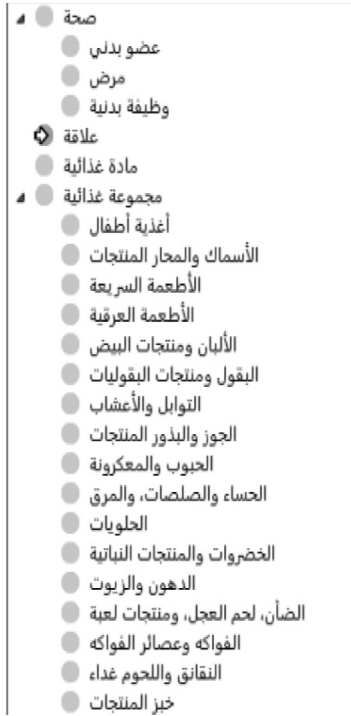 صحة
عضو بدني
مرض
وظيفة بدنية
علاقة
مادة غذائية
مجموعة غذائية
أغذية أطفال
الأسماك والمحار المنتجات
الأطعمة السريعة
الأطعمة العرقية
الألبان ومنتجات البيض
البقول ومنتجات البقوليات
التوابل والأعشاب
الجوز والبذور المنتجات
الحبوب والمعكرونة
الحساء والصلصات، والمرق
الحلويات
الخضروات والمنتجات النباتية
الدهون والزيوت
الضأن، لحم العجل، ومنتجات لعبة
الفواكه وعصائر الفواكه
النقانق واللحوم غداء
خبز المنتجات